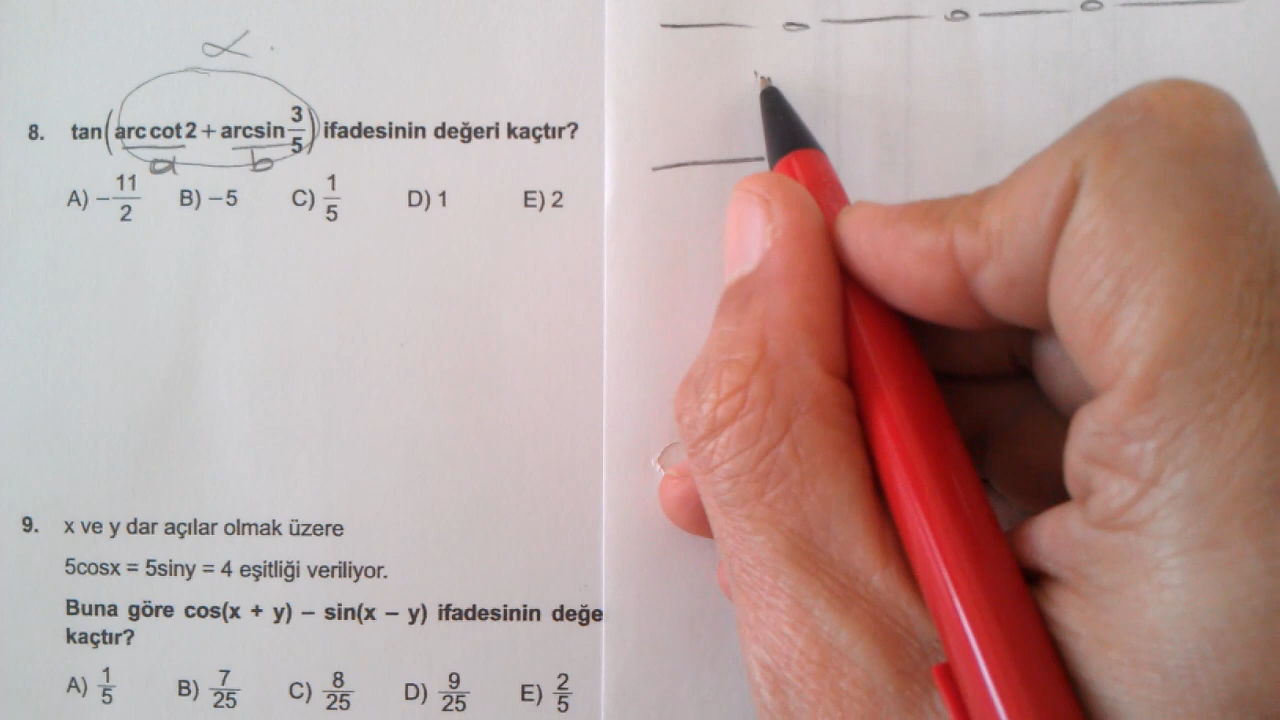 α
8. tan(arc cot 2 + arcsin 3/5) ifadesinin değeri kaçtır?
a b
A) −11/2 B) −5 C) 1/5 D) 1 E) 2
9. x ve y dar açılar olmak üzere
5cosx = 5siny = 4 eşitliği veriliyor.
Buna göre cos(x + y) − sin(x − y) ifadesinin değe
kaçtır?
A) 1/5 B) 7/25 C) 8/25 D) 9/25 E) 2/5